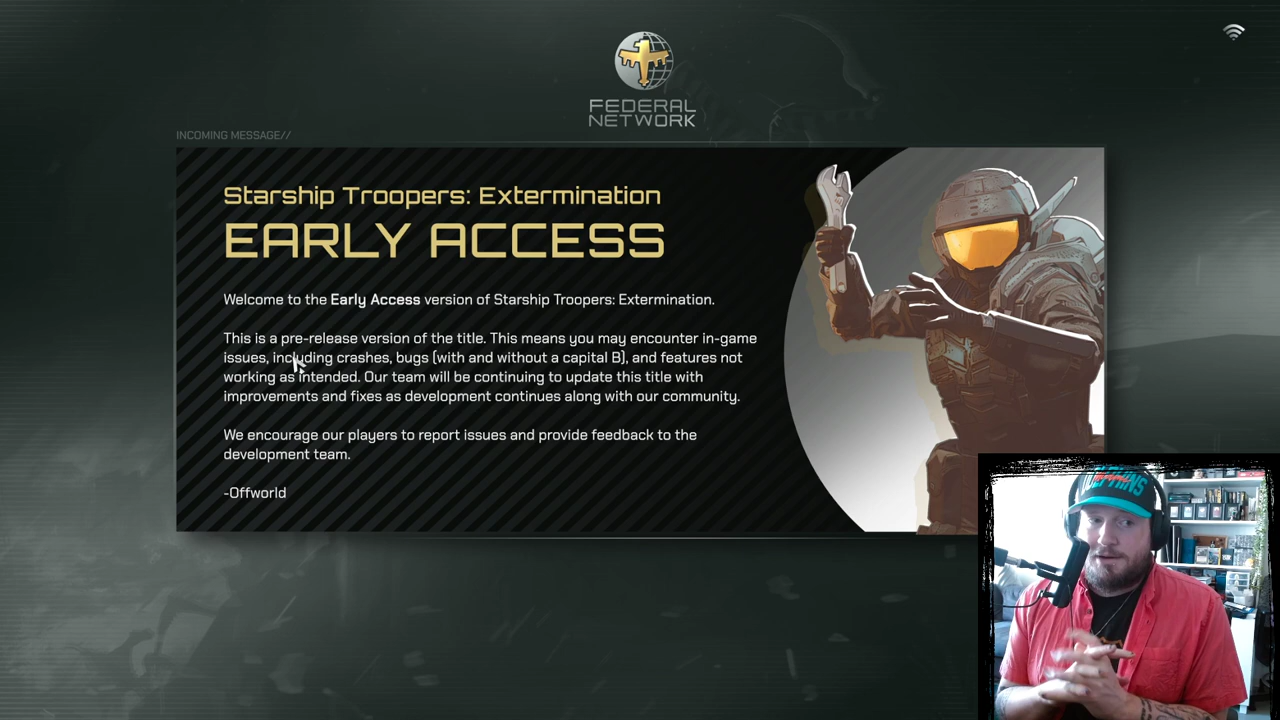 FEDERAL
NETWORK
INCOMING MESSAGE//
Starship Troopers: Extermination
EARLY ACCESS
Welcome to the Early Access version of Starship Troopers: Extermination.
This is a pre-release version of the title. This means you may encounter in-game
issues, including crashes, bugs (with and without a capital B), and features not
working as intended. Our team will be continuing to update this title with
improvements and fixes as development continues along with our community.
We encourage our players to report issues and provide feedback to the
development team.
-Offworld
DOLPHINS